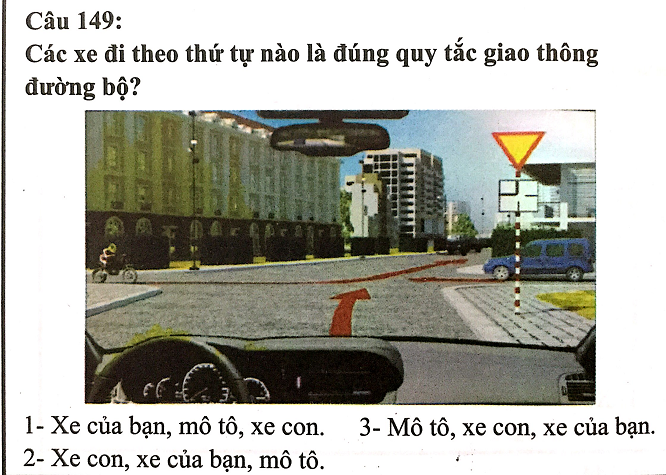 Câu 149:
Các xe đi theo thứ tự nào là đúng quy tắc giao thông
đường bộ?
1- Xe của bạn, mô tô, xe con. 3- Mô tô, xe con, xe của bạn.
2- Xe con, xe của bạn, mô tô.